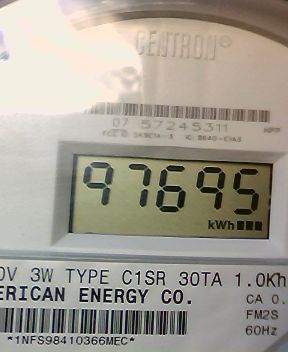 CENTRON®
07 57245311
97695
kWh
0V 3W TYPE C1SR 30TA 1.0Kh
ERICAN ENERGY CO.
CA 0.
FM2S
60Hz
*1NFS98410366MEC*